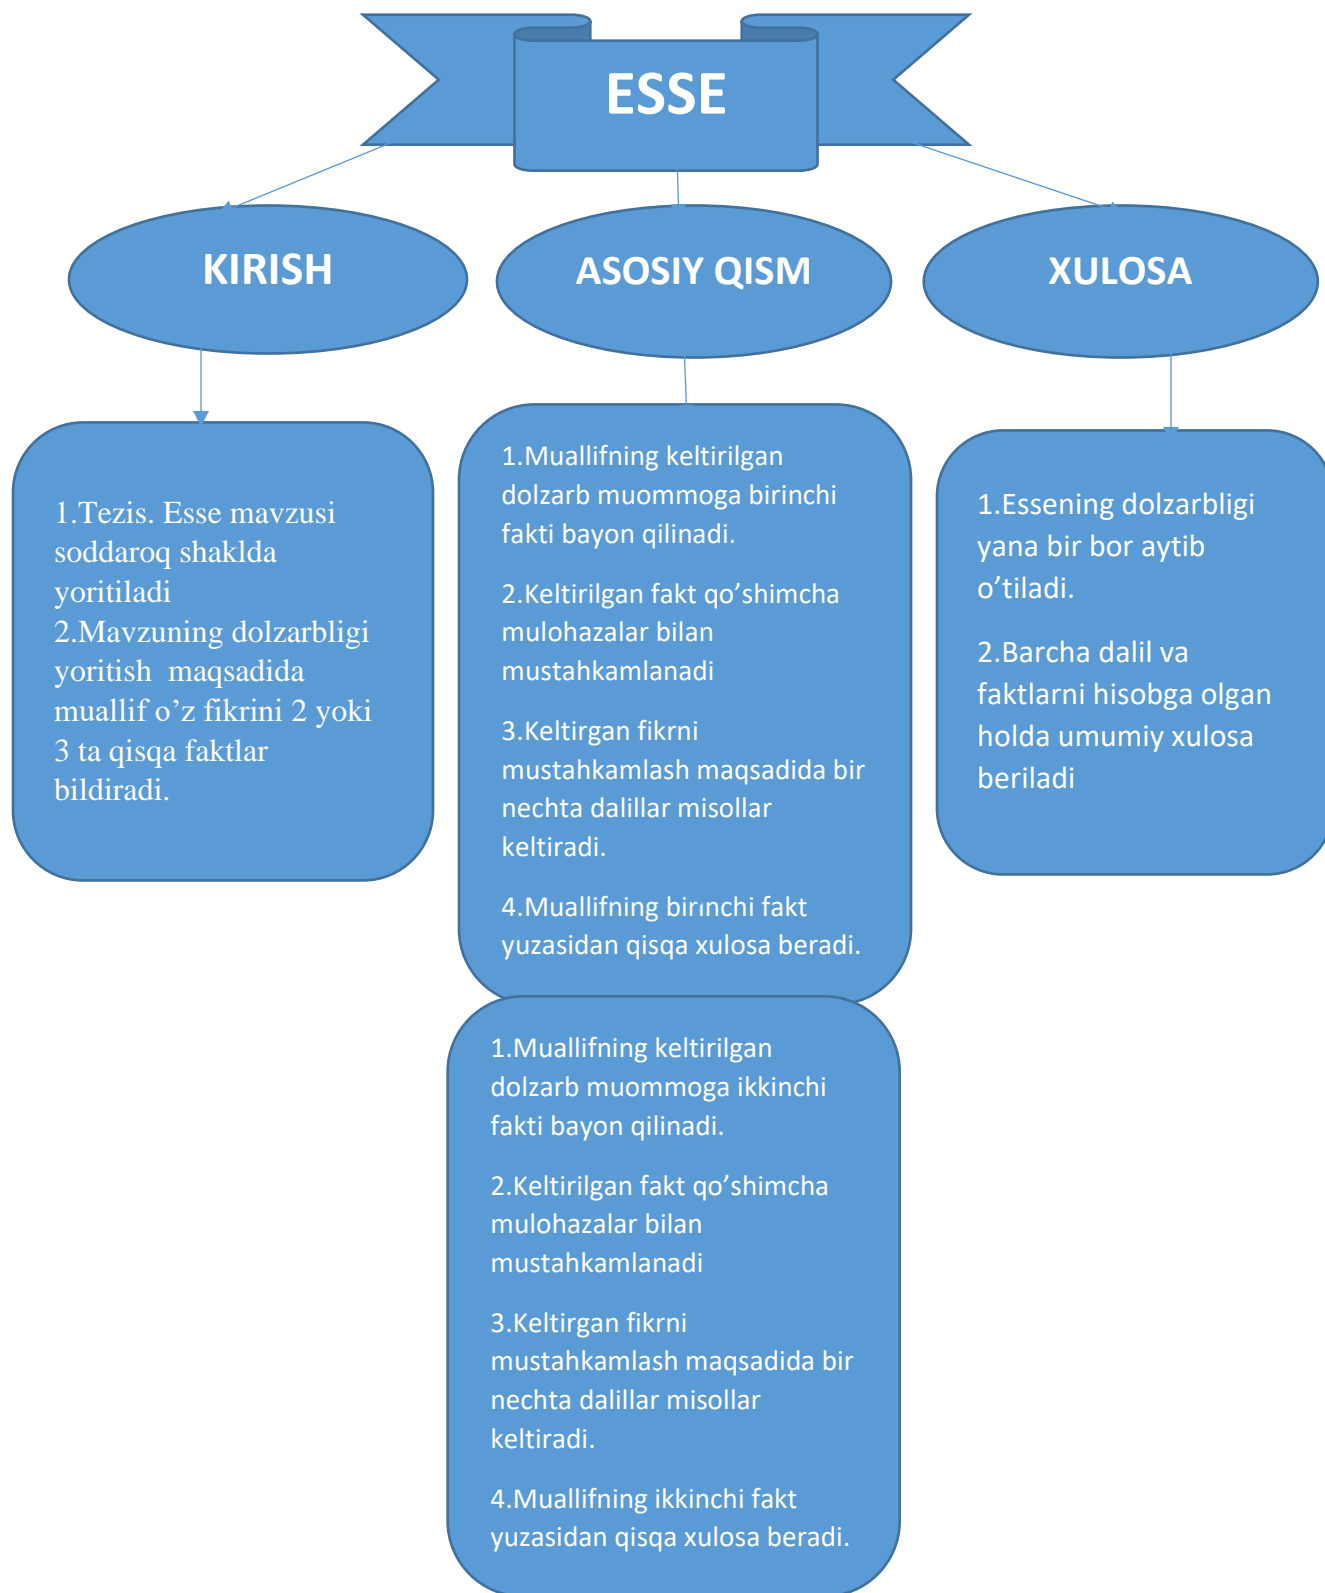 ESSE
KIRISH
ASOSIY QISM
XULOSA
1.Tezis. Esse mavzusi
soddaroq shaklda
yoritiladi
2.Mavzuning dolzarbligi
yoritish maqsadida
muallif o’z fikrini 2 yoki
3 ta qisqa faktlar
bildiradi.
1.Muallifning keltirilgan
dolzarb muommoga birinchi
fakti bayon qilinadi.
2.Keltirilgan fakt qo’shimcha
mulohazalar bilan
mustahkamlanadi
3.Keltirgan fikrni
mustahkamlash maqsadida bir
nechta dalillar misollar
keltiradi.
4.Muallifning birınchi fakt
yuzasidan qisqa xulosa beradi.
1.Muallifning keltirilgan
dolzarb muommoga ikkinchi
fakti bayon qilinadi.
2.Keltirilgan fakt qo’shimcha
mulohazalar bilan
mustahkamlanadi
3.Keltirgan fikrni
mustahkamlash maqsadida bir
nechta dalillar misollar
keltiradi.
4.Muallifning ikkinchi fakt
yuzasidan qisqa xulosa beradi.
1.Essening dolzarbligi
yana bir bor aytib
o’tiladi.
2.Barcha dalil va
faktlarni hisobga olgan
holda umumiy xulosa
beriladi